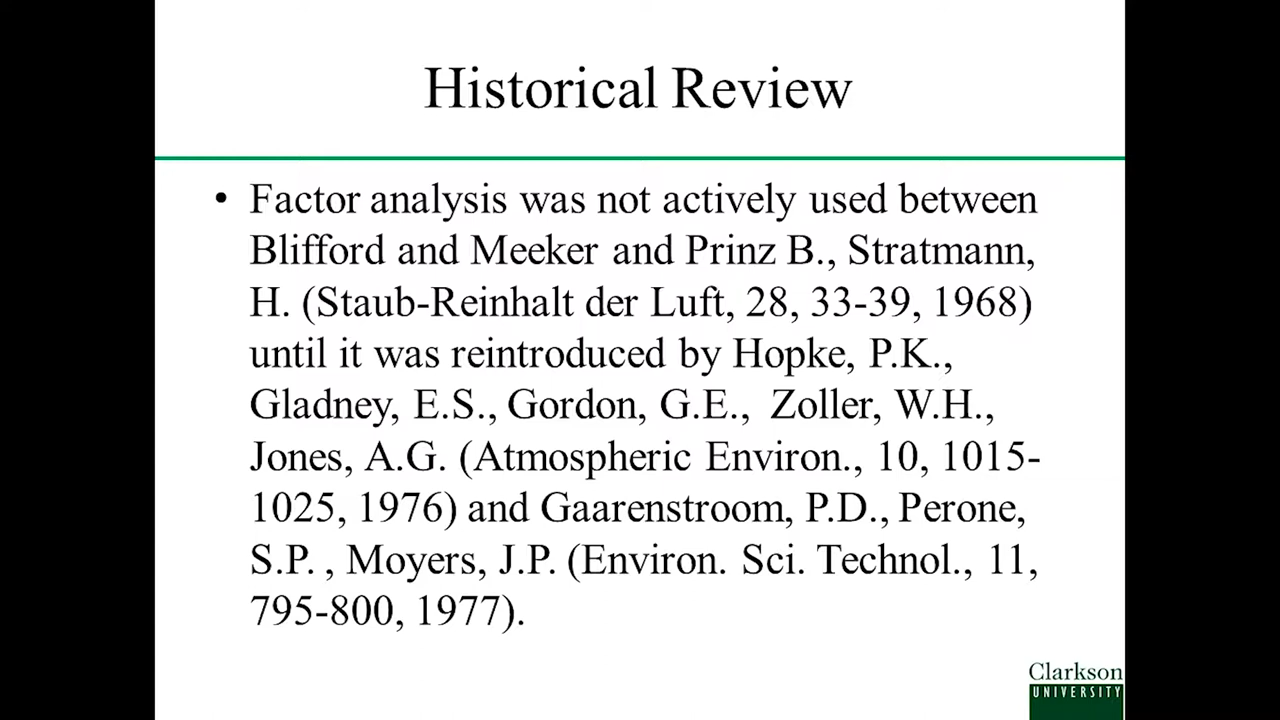 Historical Review
• Factor analysis was not actively used between
Blifford and Meeker and Prinz B., Stratmann,
H. (Staub-Reinhalt der Luft, 28, 33-39, 1968)
until it was reintroduced by Hopke, P.K.,
Gladney, E.S., Gordon, G.E., Zoller, W.H.,
Jones, A.G. (Atmospheric Environ., 10, 1015-
1025, 1976) and Gaarenstroom, P.D., Perone,
S.P. , Moyers, J.P. (Environ. Sci. Technol., 11,
795-800, 1977).
Clarkson
UNIVERSITY